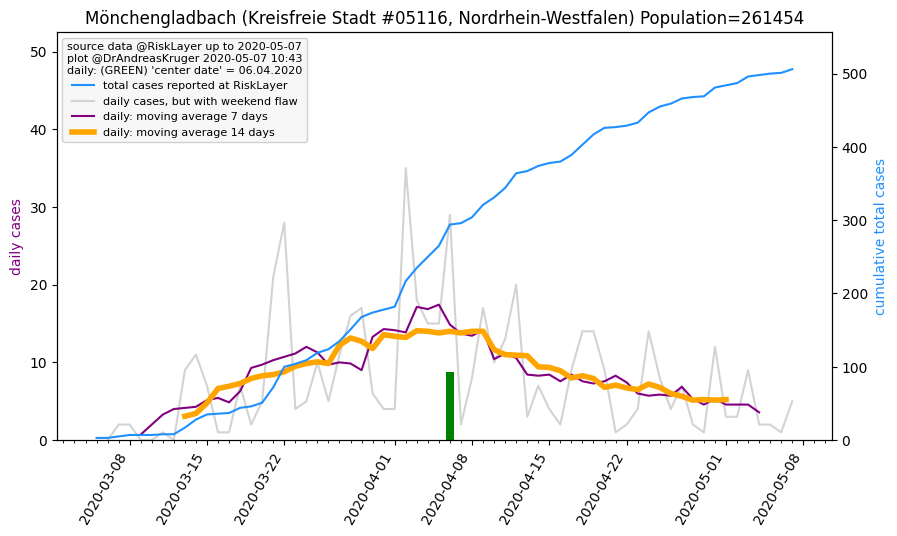 Mönchengladbach (Kreisfreie Stadt #05116, Nordrhein-Westfalen) Population=261454
source data @RiskLayer up to 2020-05-07
plot @DrAndreasKruger 2020-05-07 10:43
daily: (GREEN) 'center date' = 06.04.2020
total cases reported at RiskLayer
daily cases, but with weekend flaw
daily: moving average 7 days
daily: moving average 14 days
daily cases
50
40
30
20
10
0
cumulative total cases
500
400
300
200
100
0
2020-03-08
2020-03-15
2020-03-22
2020-04-01
2020-04-08
2020-04-15
2020-04-22
2020-05-01
2020-05-08